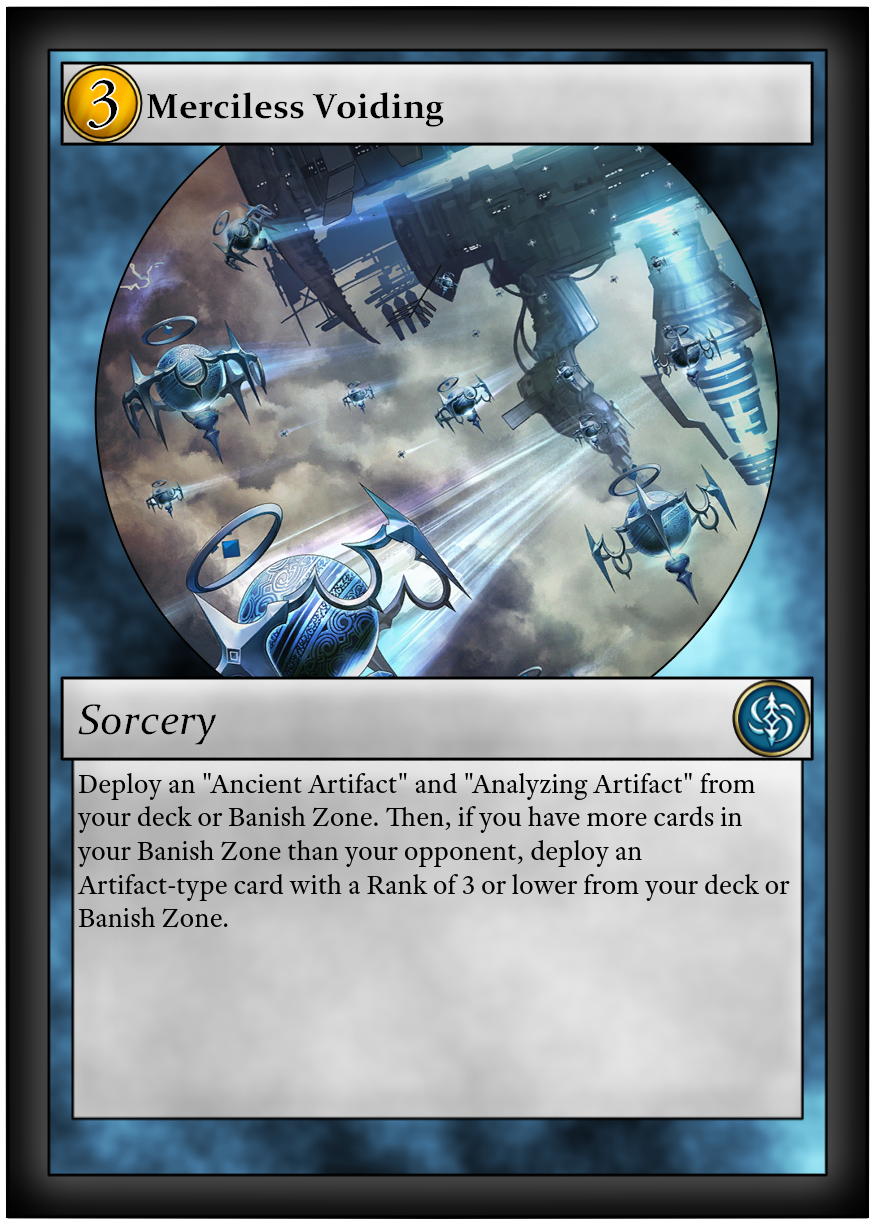 3 Merciless Voiding
Sorcery
Deploy an "Ancient Artifact" and "Analyzing Artifact" from
your deck or Banish Zone. Then, if you have more cards in
your Banish Zone than your opponent, deploy an
Artifact-type card with a Rank of 3 or lower from your deck or
Banish Zone.